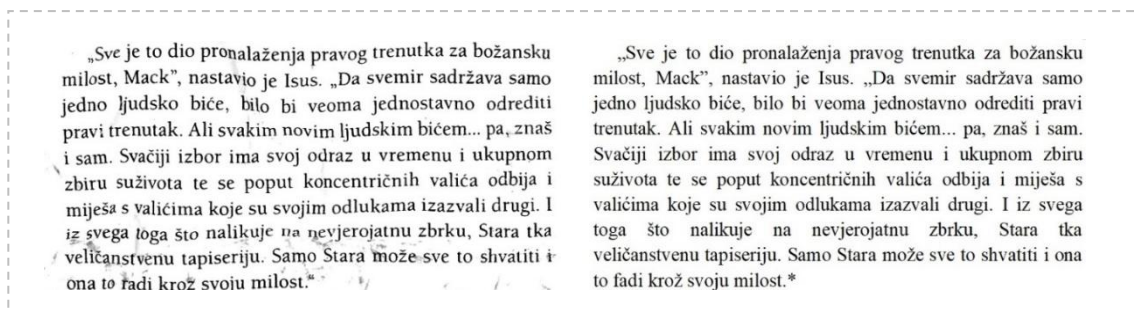 „Sve je to dio pronalaženja pravog trenutka za božansku
milost, Mack”, nastavio je Isus. „Da svemir sadržava samo
jedno ljudsko biće, bilo bi veoma jednostavno odrediti
pravi trenutak. Ali svakim novim ljudskim bićem... pa, znaš
i sam. Svačiji izbor ima svoj odraz u vremenu i ukupnom
zbiru suživota te se poput koncentričnih valića odbija i
miješa s valićima koje su svojim odlukama izazvali drugi. I
iz svega toga što nalikuje na nevjerojatnu zbrku, Stara tka
veličanstvenu tapiseriju. Samo Stara može sve to shvatiti i
ona to fadi krož svoju milost.“
„Sve je to dio pronalaženja pravog trenutka za božansku
milost, Mack”, nastavio je Isus. „Da svemir sadržava samo
jedno ljudsko biće, bilo bi veoma jednostavno odrediti pravi
trenutak. Ali svakim novim ljudskim bićem... pa, znaš i sam.
Svačiji izbor ima svoj odraz u vremenu i ukupnom zbiru
suživota te se poput koncentričnih valića odbija i miješa s
valićima koje su svojim odlukama izazvali drugi. I iz svega
toga što nalikuje na nevjerojatnu zbrku, Stara tka
veličanstvenu tapiseriju. Samo Stara može sve to shvatiti i ona
to fadi krož svoju milost.*